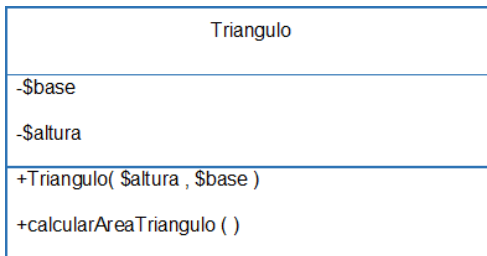 Triangulo
-$base
-$altura
+Triangulo( $altura , $base )
+calcularAreaTriangulo ( )